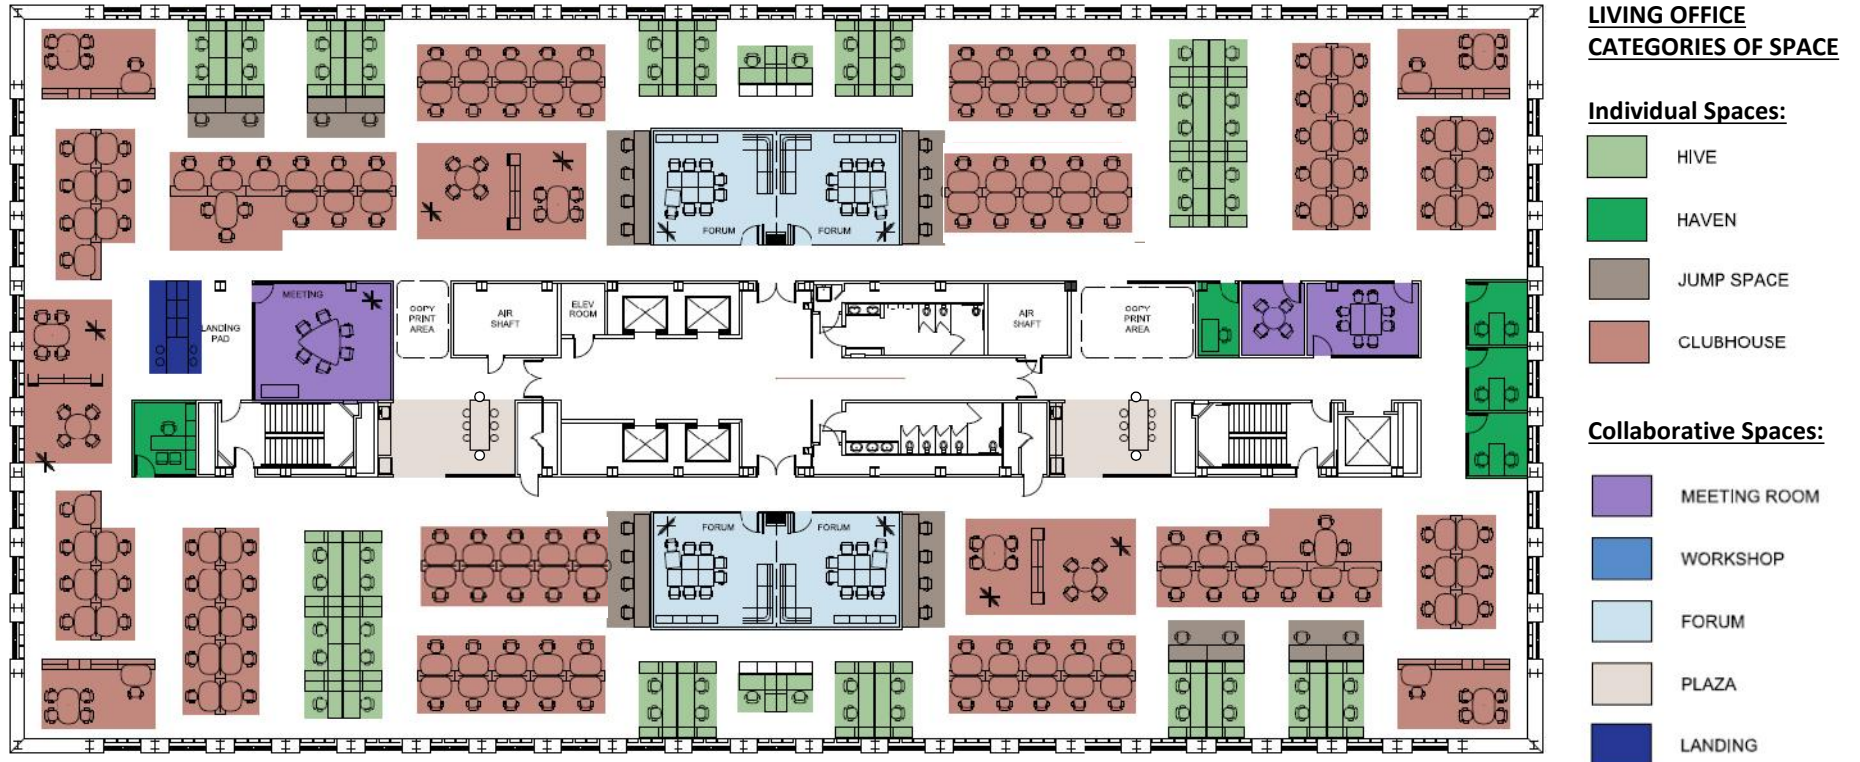 LIVING OFFICE
CATEGORIES OF SPACE
Individual Spaces:
HIVE
HAVEN
JUMP SPACE
CLUBHOUSE
Collaborative Spaces:
MEETING ROOM
WORKSHOP
FORUM
PLAZA
LANDING
FORUM
FORUM
MEETING
LANDING
PAD
COPY
PRINT
AREA
AIR
SHAFT
ELEV
ROOM
AIR
SHAFT
COPY
PRINT
AREA
FORUM
FORUM